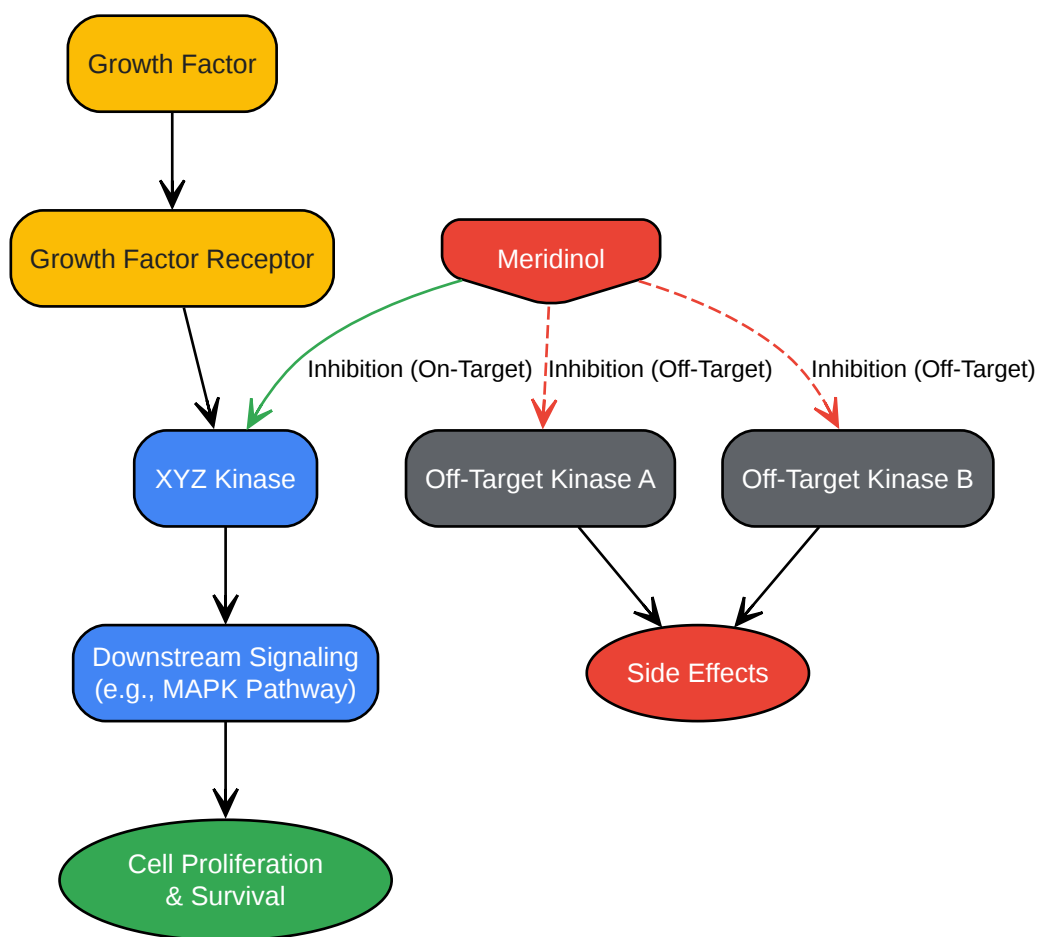 Growth Factor
Growth Factor Receptor
Meridinol
Inhibition (On-Target)
Inhibition (Off-Target)
Inhibition (Off-Target)
XYZ Kinase
Off-Target Kinase A
Off-Target Kinase B
Downstream Signaling
(e.g., MAPK Pathway)
Side Effects
Cell Proliferation
& Survival